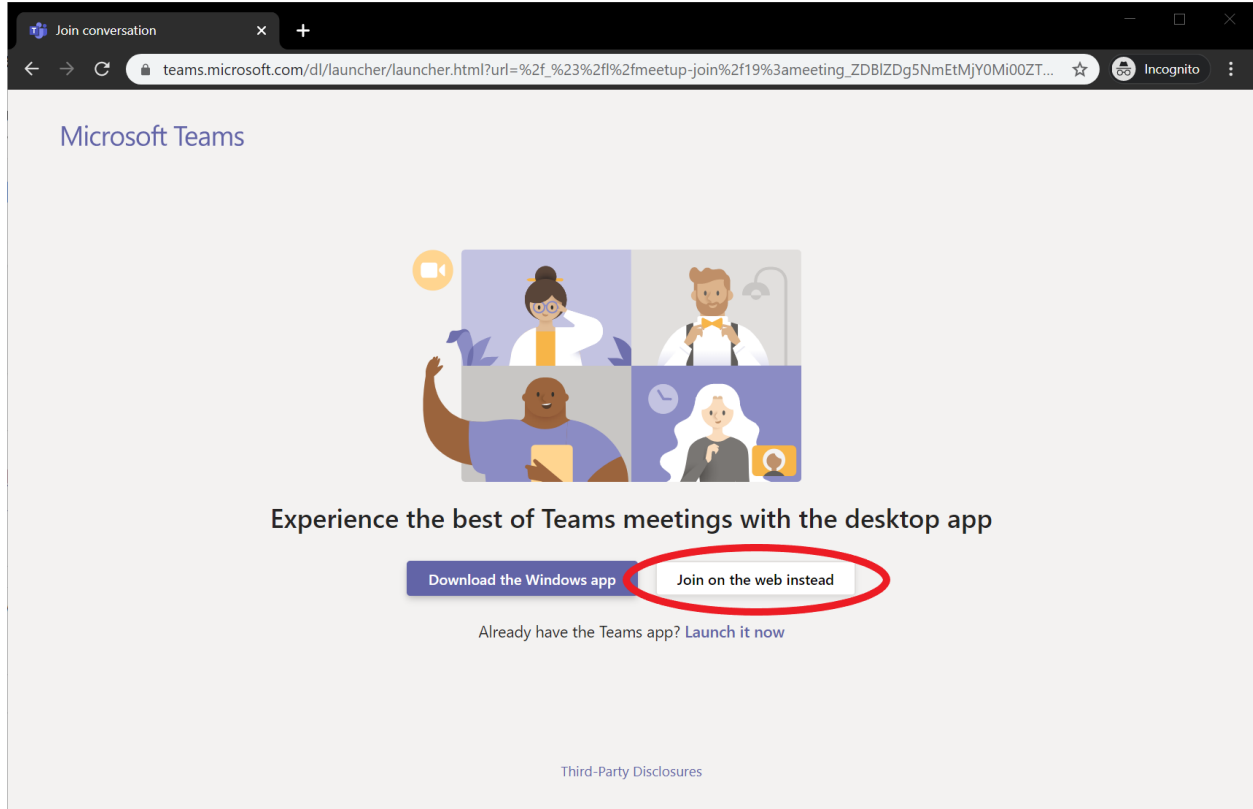 Join conversation
teams.microsoft.com/dl/launcher/launcher.html?url=%2f_%23%2fl%2fmeetup-join%2f19%3ameeting_ZDBlZDg5NmEtMjY0Mi00ZT...
Incognito
Microsoft Teams
Experience the best of Teams meetings with the desktop app
Download the Windows app
Join on the web instead
Already have the Teams app? Launch it now
Third-Party Disclosures